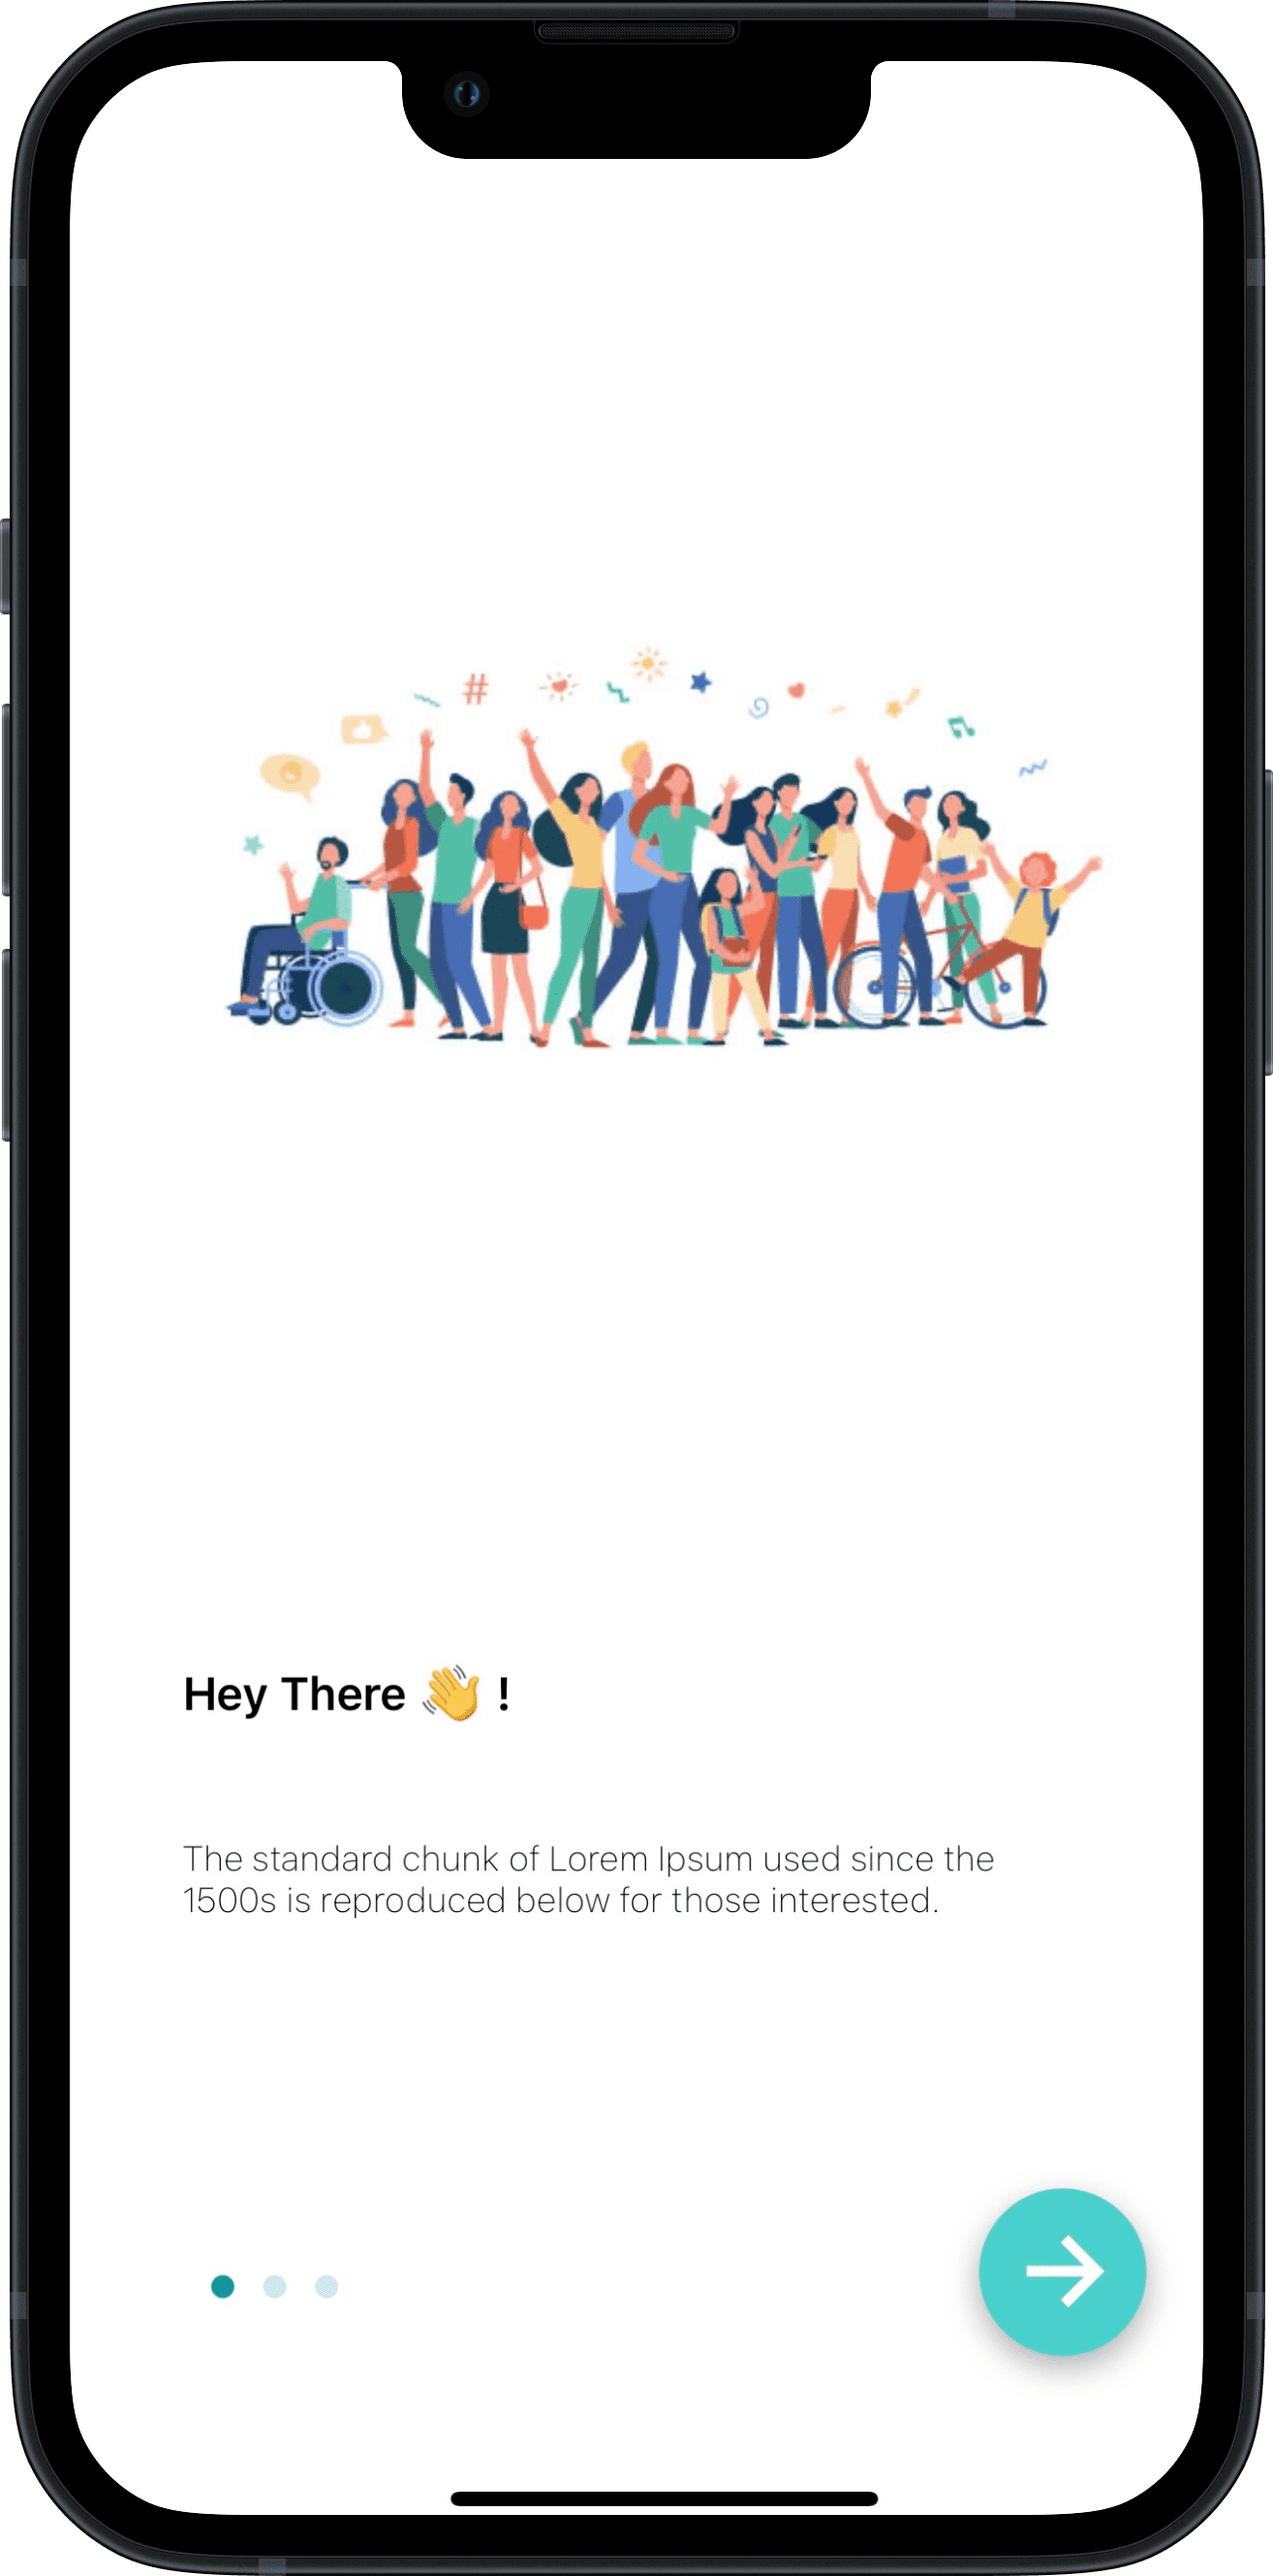 Hey There 👋 !
The standard chunk of Lorem Ipsum used since the
1500s is reproduced below for those interested.